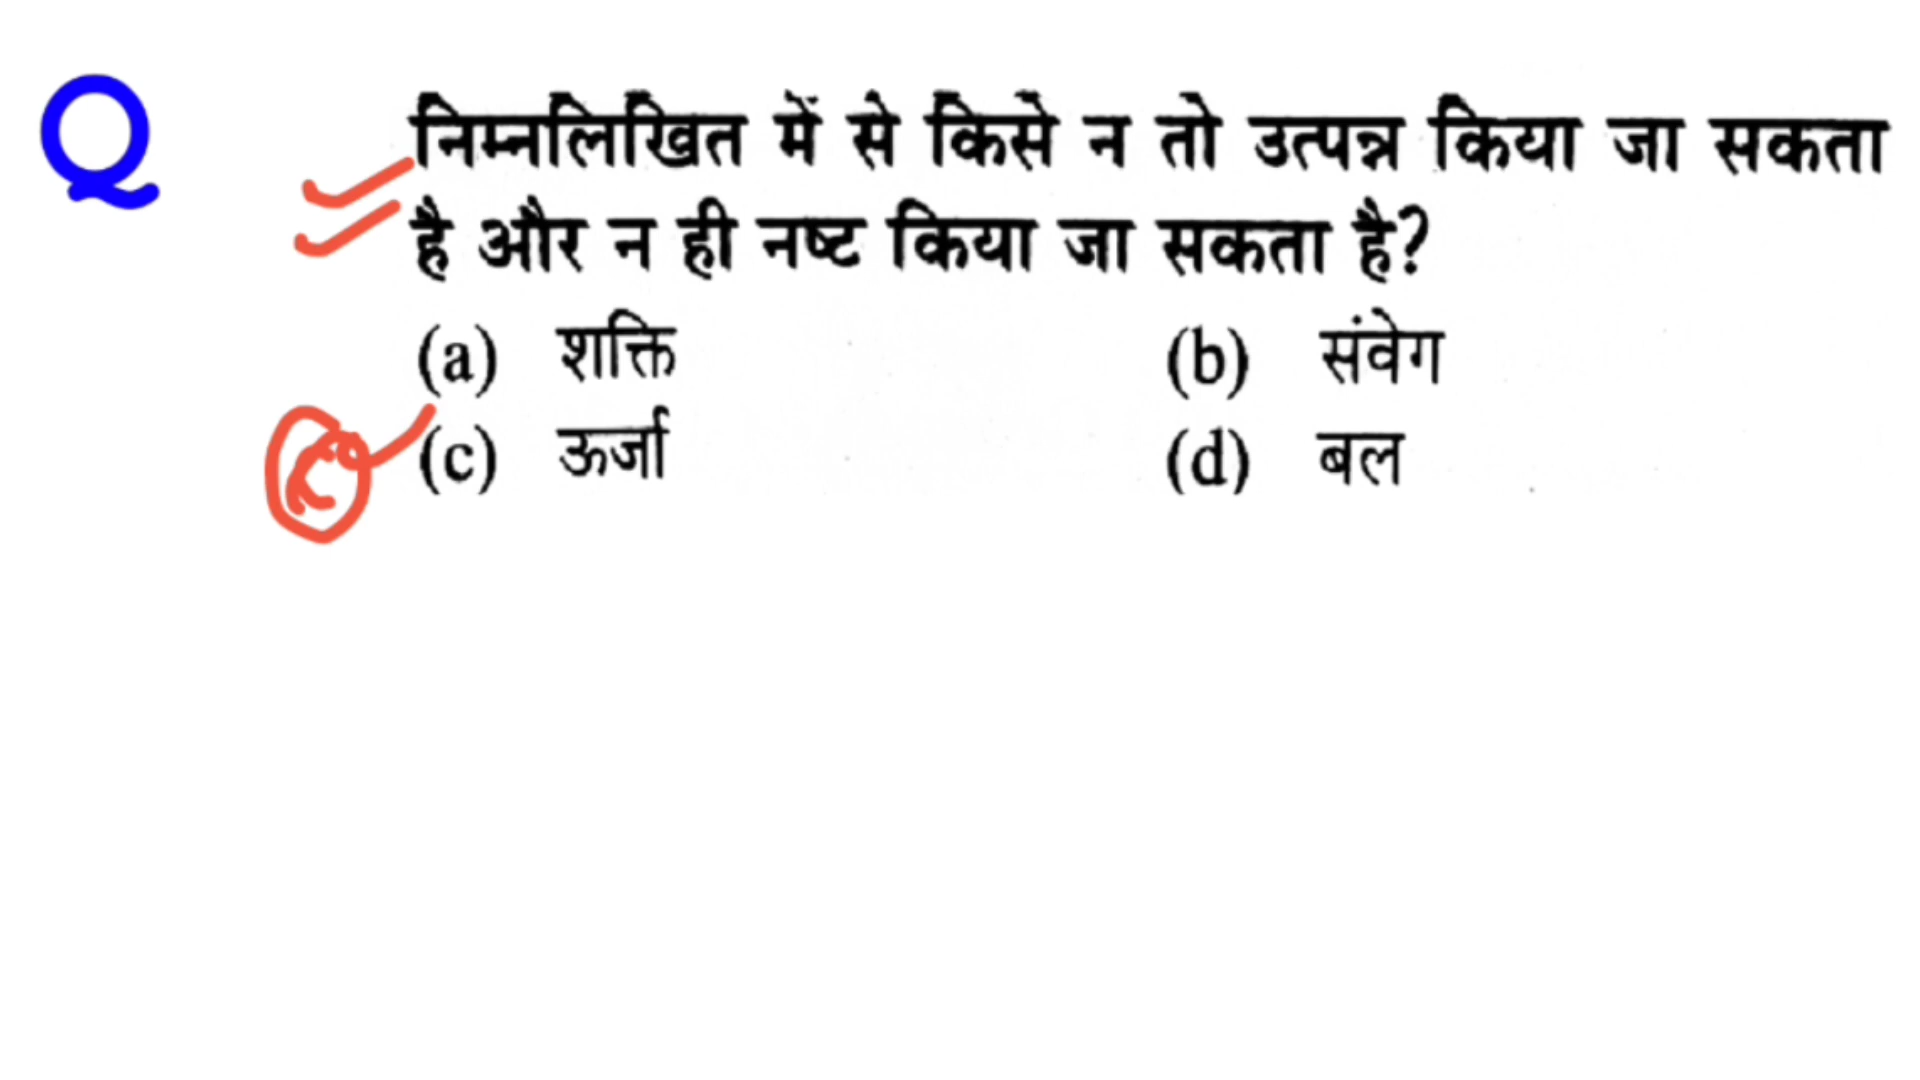 Q
निम्नलिखित में से किसे न तो उत्पन्न किया जा सकता
है और न ही नष्ट किया जा सकता है?
(a) शक्ति (b) संवेग
(c) ऊर्जा (d) बल